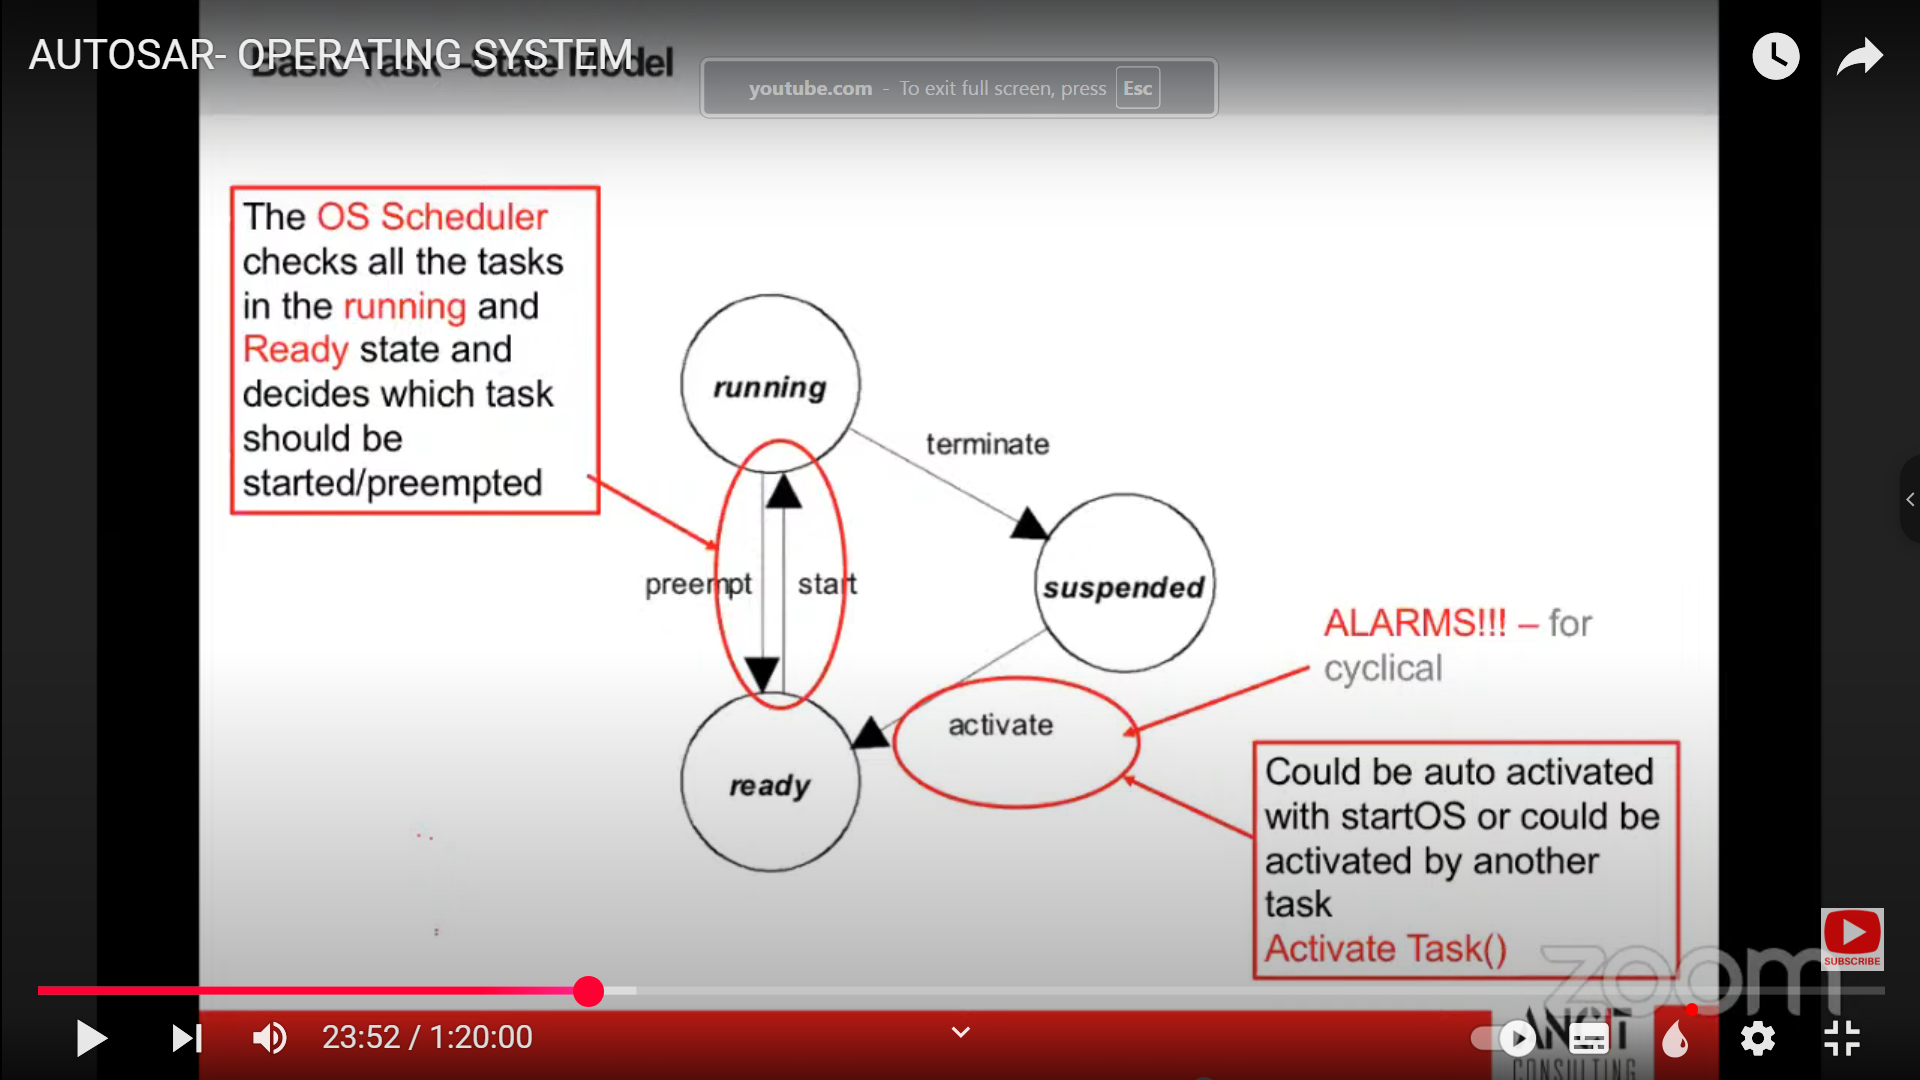 AUTOSAR- OPERATING SYSTEM
Basic Task –State Model
youtube.com - To exit full screen, press Esc
The OS Scheduler
checks all the tasks
in the running and
Ready state and
decides which task
should be
started/preempted
running
terminate
preempt
start
suspended
ALARMS!!! – for
cyclical
activate
ready
Could be auto activated
with startOS or could be
activated by another
task
Activate Task()
zoom
SUBSCRIBE
23:52 / 1:20:00
CONSULTING